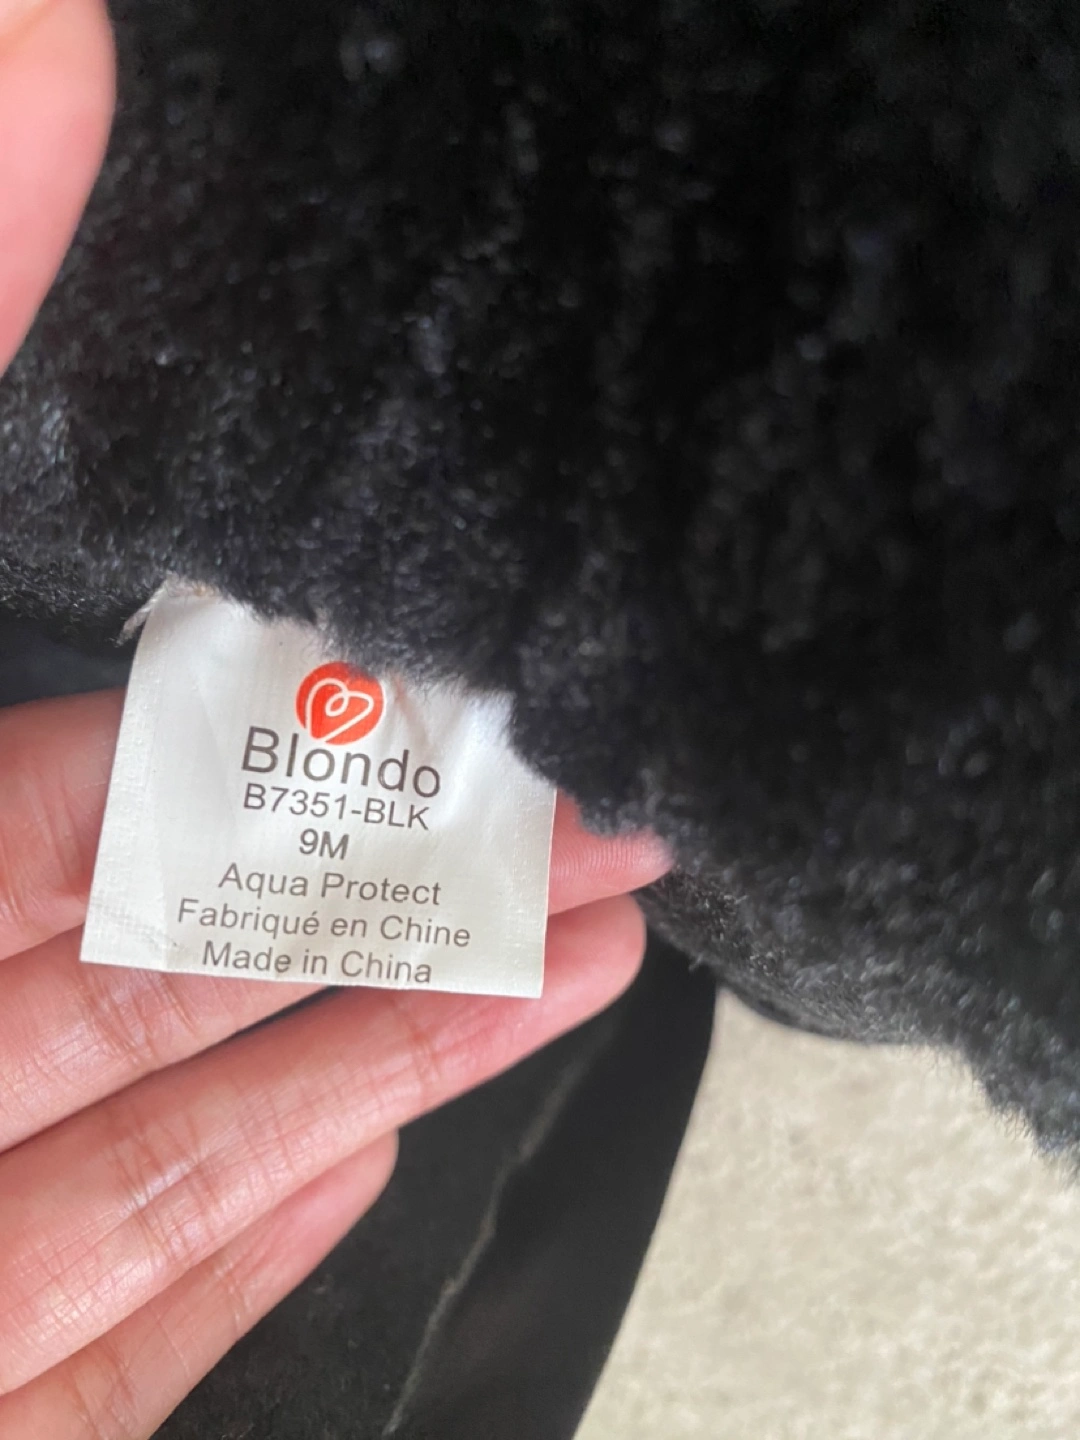 Blondo
B7351-BLK
9M
Aqua Protect
Fabriqué en Chine
Made in China